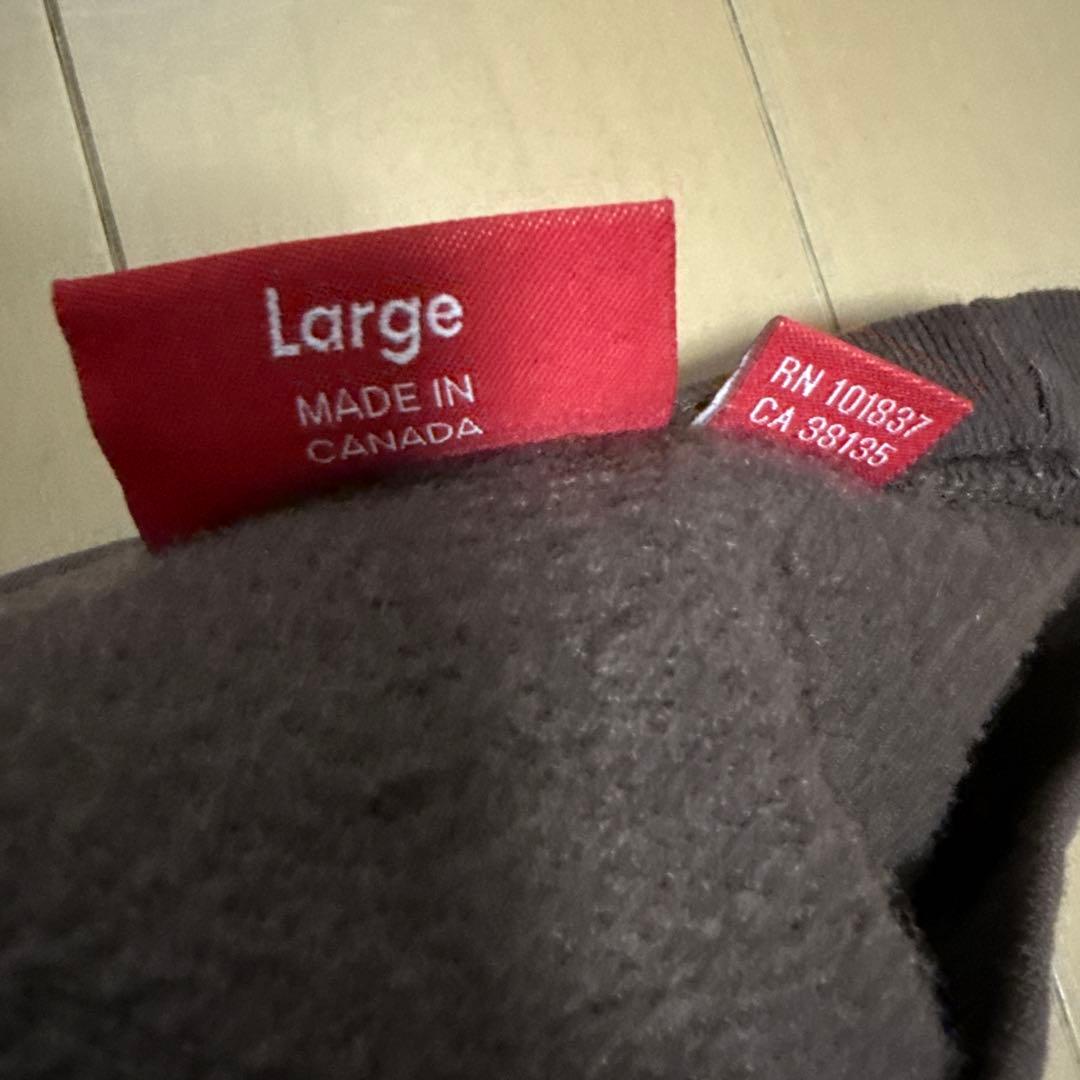 Large
MADE IN
CANADA
RN 101837
CA 38135